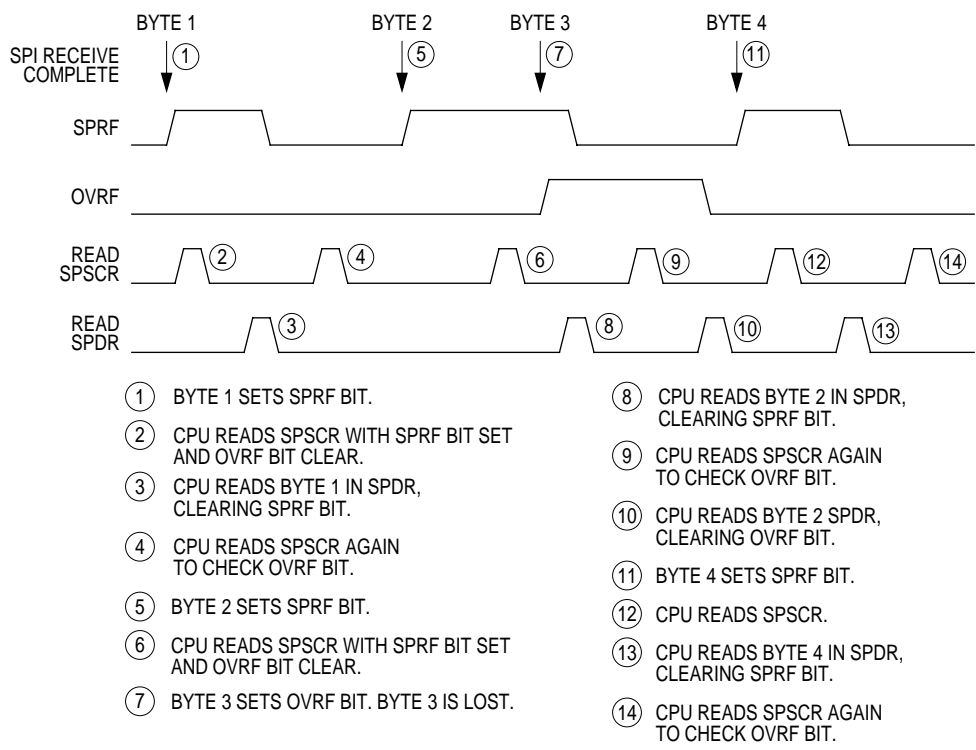 BYTE 1 BYTE 2 BYTE 3 BYTE 4
SPI RECEIVE
COMPLETE
1 5 7 11
SPRF
OVRF
READ
SPSCR
2 4 6 9 12 14
READ
SPDR
3 8 10 13
1 BYTE 1 SETS SPRF BIT.
2 CPU READS SPSCR WITH SPRF BIT SET
AND OVRF BIT CLEAR.
3 CPU READS BYTE 1 IN SPDR,
CLEARING SPRF BIT.
4 CPU READS SPSCR AGAIN
TO CHECK OVRF BIT.
5 BYTE 2 SETS SPRF BIT.
6 CPU READS SPSCR WITH SPRF BIT SET
AND OVRF BIT CLEAR.
7 BYTE 3 SETS OVRF BIT. BYTE 3 IS LOST.
8 CPU READS BYTE 2 IN SPDR,
CLEARING SPRF BIT.
9 CPU READS SPSCR AGAIN
TO CHECK OVRF BIT.
10 CPU READS BYTE 2 SPDR,
CLEARING OVRF BIT.
11 BYTE 4 SETS SPRF BIT.
12 CPU READS SPSCR.
13 CPU READS BYTE 4 IN SPDR,
CLEARING SPRF BIT.
14 CPU READS SPSCR AGAIN
TO CHECK OVRF BIT.